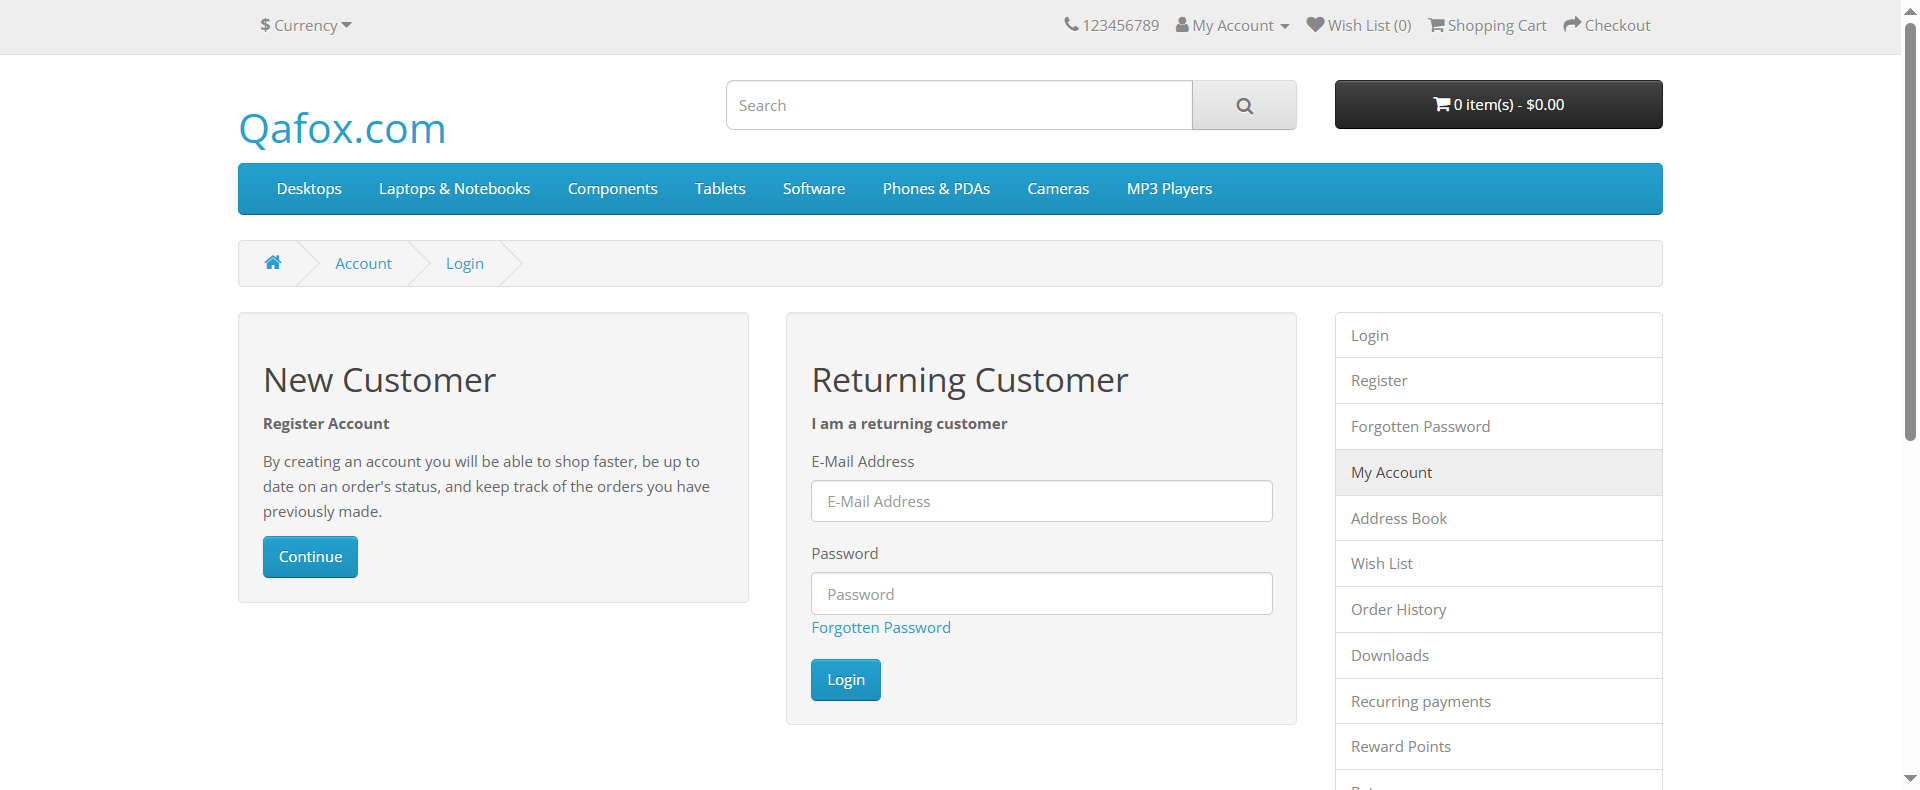 $ Currency
123456789 My Account Wish List (0) Shopping Cart Checkout
Qafox.com
Search
0 item(s) - $0.00
Desktops Laptops & Notebooks Components Tablets Software Phones & PDAs Cameras MP3 Players
Account Login
New Customer
Register Account
By creating an account you will be able to shop faster, be up to
date on an order's status, and keep track of the orders you have
previously made.
Continue
Returning Customer
I am a returning customer
E-Mail Address
E-Mail Address
Password
Password
Forgotten Password
Login
Login
Register
Forgotten Password
My Account
Address Book
Wish List
Order History
Downloads
Recurring payments
Reward Points